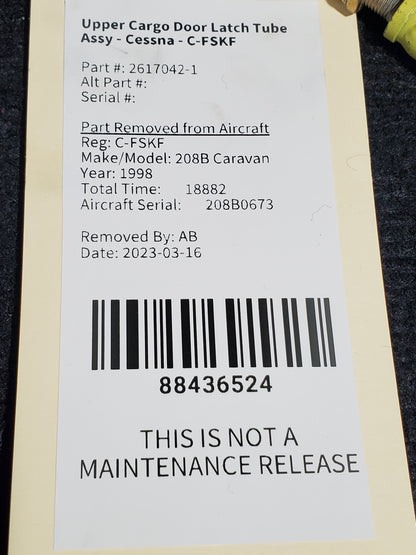 Upper Cargo Door Latch Tube
Assy - Cessna - C-FSKF
Part #: 2617042-1
Alt Part #:
Serial #:
Part Removed from Aircraft
Reg: C-FSKF
Make/Model: 208B Caravan
Year: 1998
Total Time: 18882
Aircraft Serial: 208B0673
Removed By: AB
Date: 2023-03-16
88436524
THIS IS NOT A
MAINTENANCE RELEASE